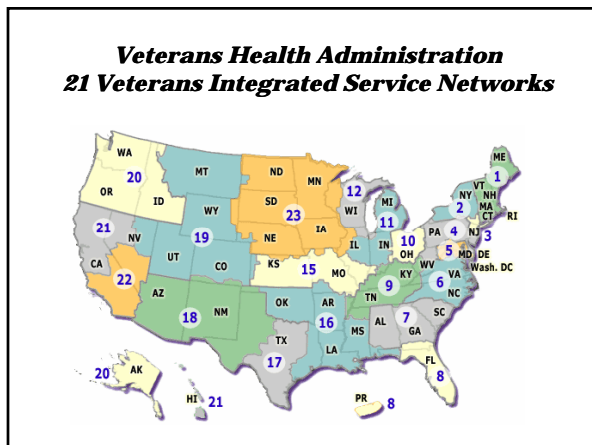 Veterans Health Administration
21 Veterans Integrated Service Networks
WA
20
OR
ID
MT
WY
19
UT
CO
ND
MN
SD
23
NE
IA
12
WI
MI
11
IL
IN
ME
1
VT
NH
NY
MA
2
CT
RI
PA
4
NJ
3
10
OH
5
MD
DE
Wash. DC
WV
VA
6
NC
21
NV
CA
22
KS
15
MO
KY
9
TN
AZ
18
NM
OK
AR
16
MS
LA
TX
17
AL
7
GA
SC
FL
8
20
AK
HI
21
PR
8